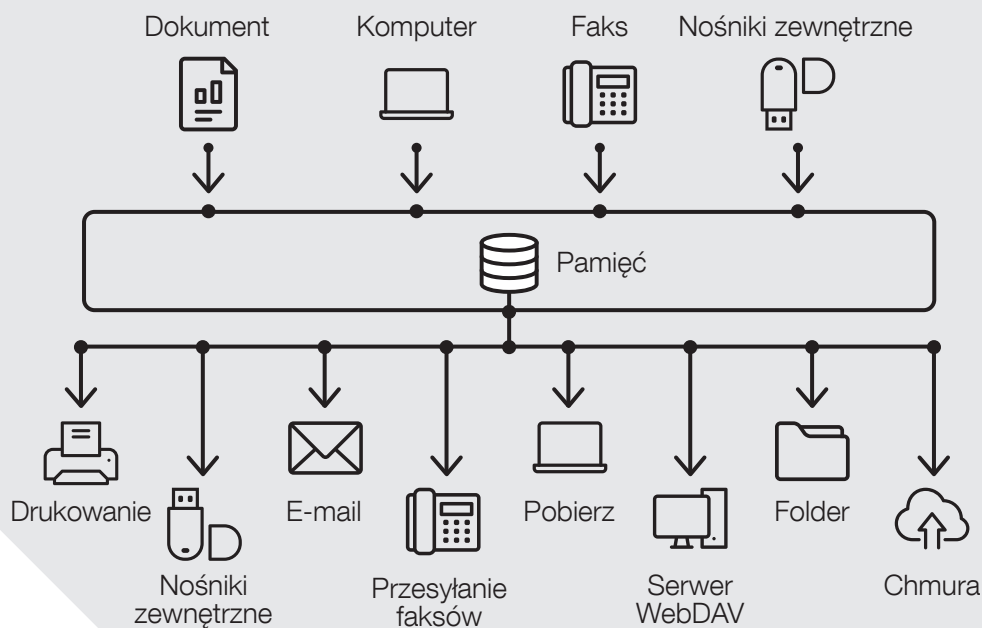 Dokument
Komputer
Faks
Nośniki zewnętrzne
Pamięć
Drukowanie
E-mail
Pobierz
Folder
Nośniki
zewnętrzne
Przesyłanie
faksów
Serwer
WebDAV
Chmura